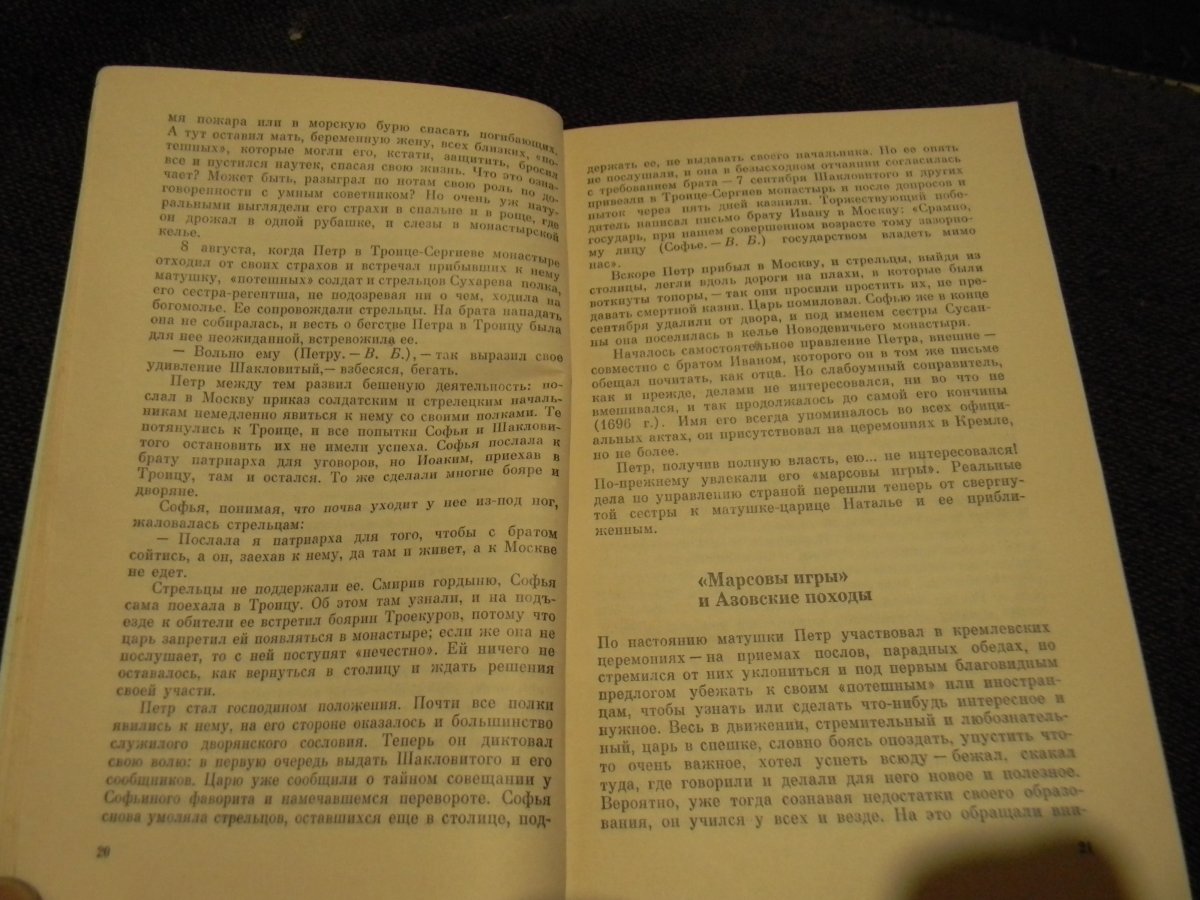 мя пожара или в морскую бурю спасать погибающих.
А тут оставил мать, беременную жену, всех близких, «по-
тешных», которые могли его, кстати, защитить, бросил
все и пустился наутек, спасая свою жизнь. Что это озна-
чает? Может быть, разыграл по нотам свою роль по до-
говоренности с умным советником? Но очень уж нату-
ральными выглядели его страхи в спальне и в роще, где
он дрожал в одной рубашке, и слезы в монастырской
келье.
8 августа, когда Петр в Троице-Сергиеве монастыре
отходил от своих страхов и встречал прибывших к нему
матушку, «потешных» солдат и стрельцов Сухарева полка,
его сестра-регентша, не подозревая ни о чем, ходила на
богомолье. Ее сопровождали стрельцы. На брата нападать
она не собиралась, и весть о бегстве Петра в Троицу была
для нее неожиданной, встревожила ее.
— Вольно ему (Петру. — В. Б.), — так выразил свое
удивление Шакловитый,— взбесяся, бегать.
Петр между тем развил бешеную деятельность: по-
слал в Москву приказ солдатским и стрелецким началь-
никам немедленно явиться к нему со своими полками. Те
потянулись к Троице, и все попытки Софьи и Шаклови-
того остановить их не имели успеха. Софья послала к
брату патриарха для уговоров, но Иоаким, приехав в
Троицу, там и остался. То же сделали многие бояре и
дворяне.
Софья, понимая, что почва уходит у нее из-под ног,
жаловалась стрельцам:
— Послала я патриарха для того, чтобы с братом
сойтись, а он, заехав к нему, да там и живет, а к Москве
не едет.
Стрельцы не поддержали ее. Смирив гордыню, Софья
сама поехала в Троицу. Об этом там узнали, и на подъ-
езде к обители ее встретил боярин Троекуров, потому что
царь запретил ей появляться в монастыре; если же она не
послушает, то с ней поступят «нечестно». Ей ничего не
оставалось, как вернуться в столицу и ждать решения
своей участи.
Петр стал господином положения. Почти все полки
явились к нему, на его стороне оказалось и большинство
служилого дворянского сословия. Теперь он диктовал
свою волю: в первую очередь выдать Шакловитого и его
сообщников. Царю уже сообщили о тайном совещании у
Софьиного фаворита и намечавшемся перевороте. Софья
снова умоляла стрельцов, оставшихся еще в столице, под-
20
держать ее, не выдавать своего начальника. Но ее опять
не послушали, и она в безысходном отчаянии согласилась
с требованием брата — 7 сентября Шакловитого и других
привезли в Троице-Сергиев монастырь и после допросов и
пыток через пять дней казнили. Торжествующий побе-
дитель написал письмо брату Ивану в Москву: «Срамно,
государь, при нашем совершенном возрасте тому зазорно-
му лицу (Софье. — В. Б.) государством владеть мимо
нас».
Вскоре Петр прибыл в Москву, и стрельцы, выйдя из
столицы, легли вдоль дороги на плахи, в которые были
воткнуты топоры, — так они просили простить их, не пре-
давать смертной казни. Царь помиловал. Софью же в конце
сентября удалили от двора, и под именем сестры Сусан-
ны она поселилась в келье Новодевичьего монастыря.
Началось самостоятельное правление Петра, внешне —
совместно с братом Иваном, которого он в том же письме
обещал почитать, как отца. Но слабоумный соправитель,
как и прежде, делами не интересовался, ни во что не
вмешивался, и так продолжалось до самой его кончины
(1696 г.). Имя его всегда упоминалось во всех офици-
альных актах, он присутствовал на церемониях в Кремле,
но не более.
Петр, получив полную власть, ею... не интересовался!
По-прежнему увлекали его «марсовы игры». Реальные
дела по управлению страной перешли теперь от свергну-
той сестры к матушке-царице Наталье и ее прибли-
женным.
«Марсовы игры»
и Азовские походы
По настоянию матушки Петр участвовал в кремлевских
церемониях — на приемах послов, парадных обедах, но
стремился от них уклониться и под первым благовидным
предлогом убежать к своим «потешным» или иностран-
цам, чтобы узнать или сделать что-нибудь интересное и
нужное. Весь в движении, стремительный и любознатель-
ный, царь в спешке, словно боясь опоздать, упустить что-
то очень важное, хотел успеть всюду — бежал, скакал
туда, где говорили и делали для него новое и полезное.
Вероятно, уже тогда сознавая недостатки своего образо-
вания, он учился у всех и везде. На это обращали вни-
21